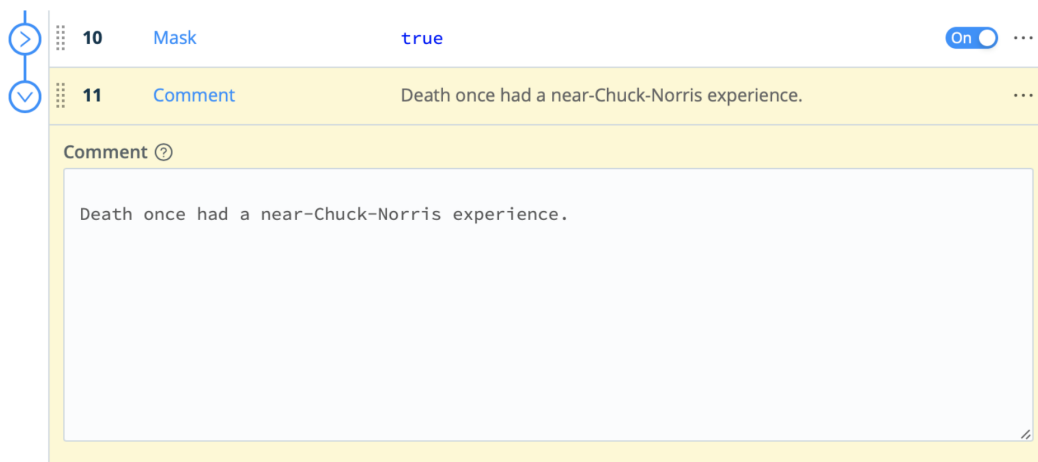 10 Mask true On ...
11 Comment Death once had a near-Chuck-Norris experience. ...
Comment ?
Death once had a near-Chuck-Norris experience.